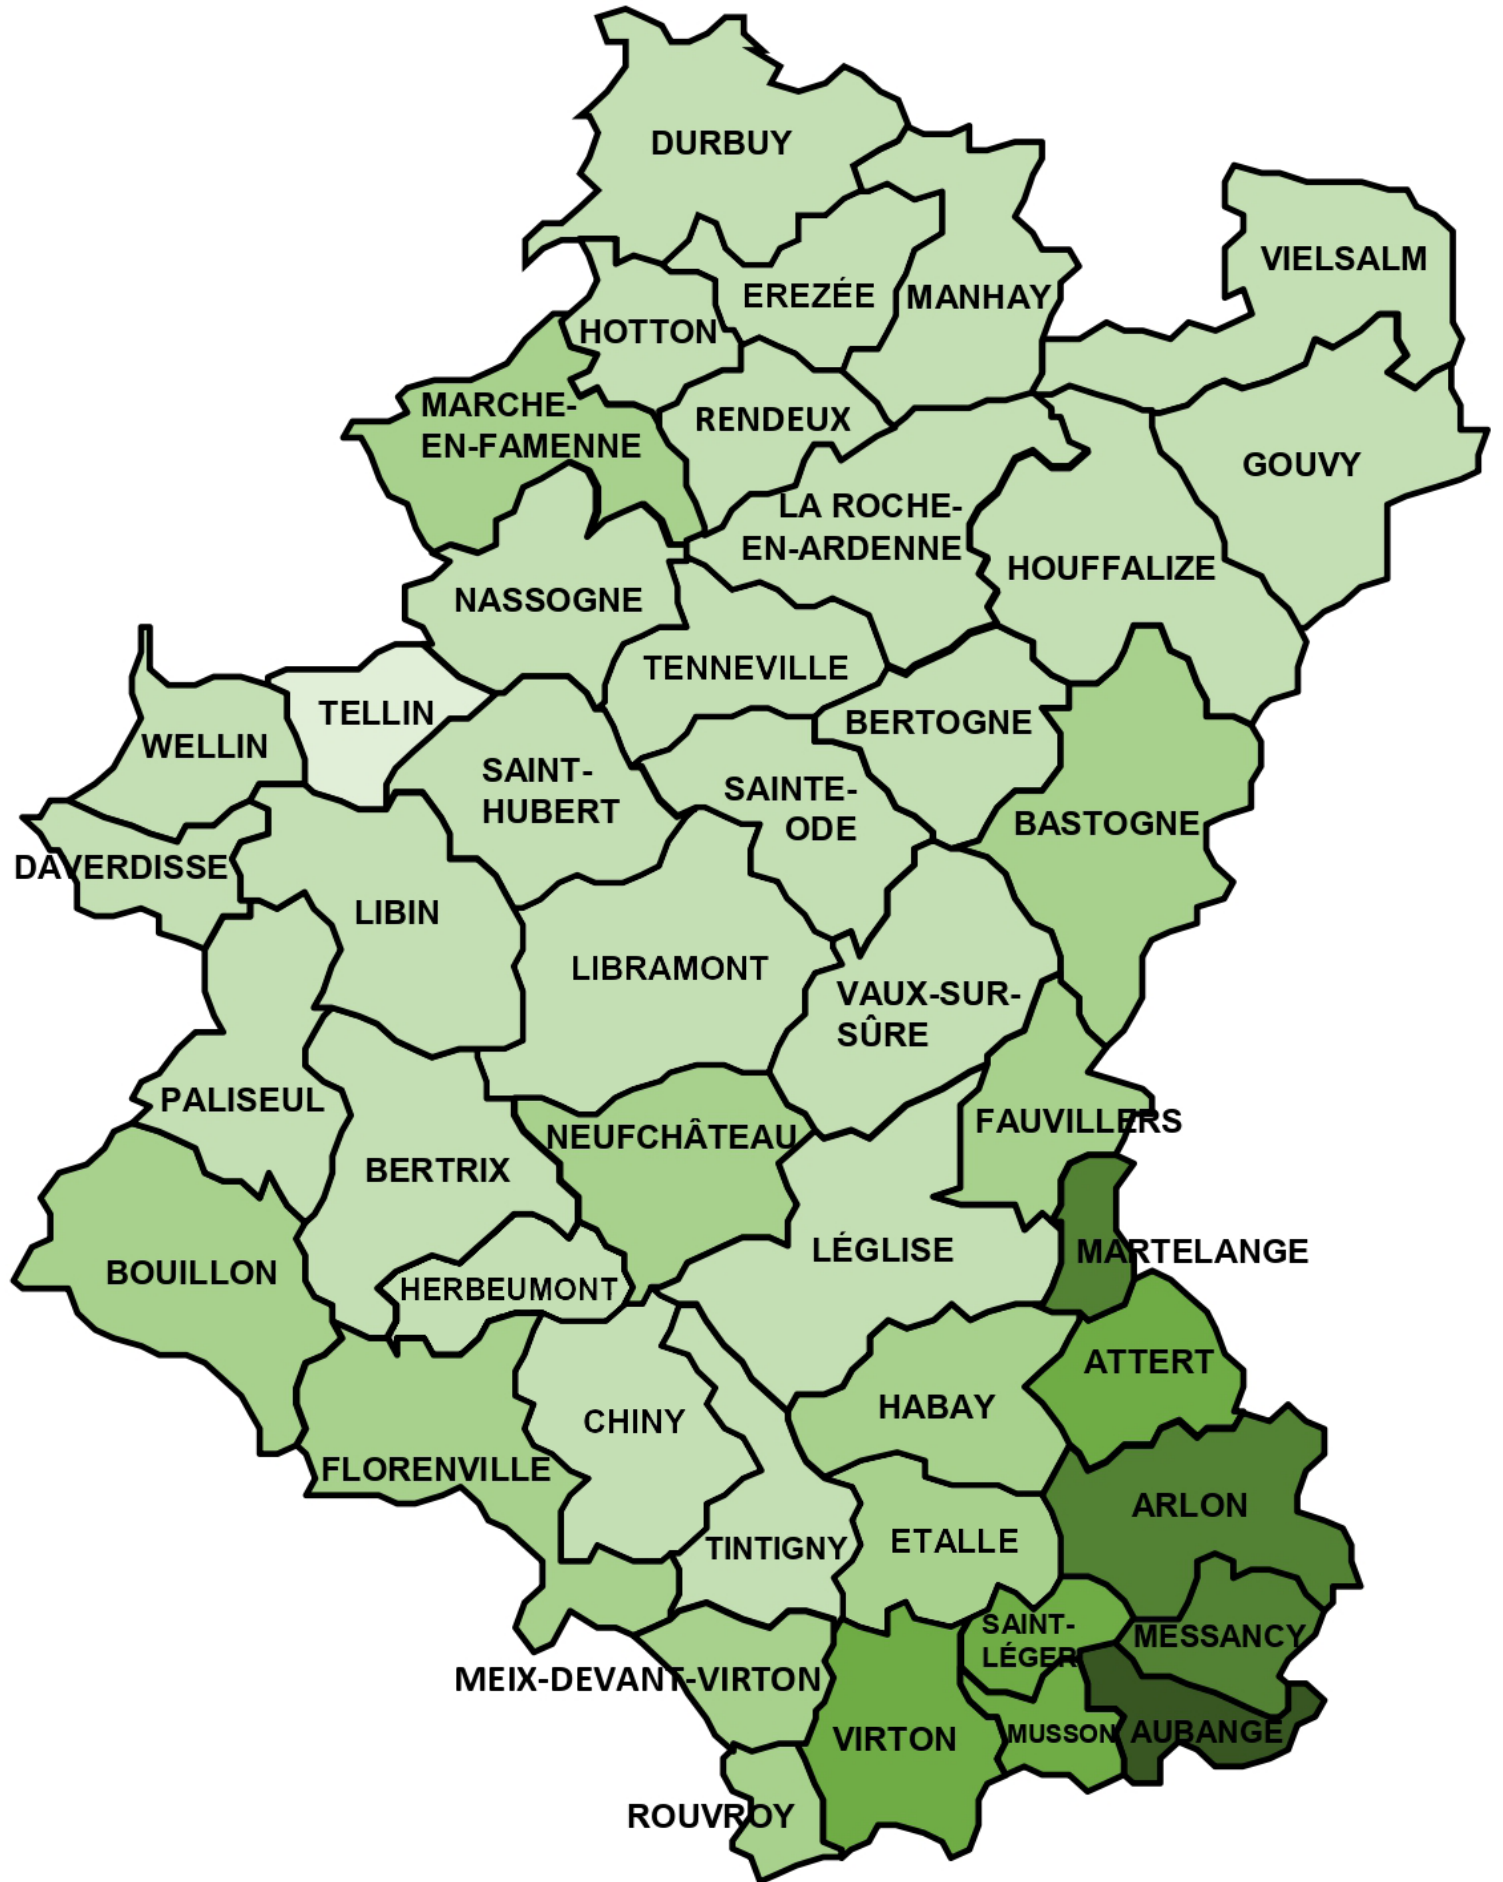 DURBUY
VIELSALM
EREZÉE
MANHAY
HOTTON
MARCHE-
EN-FAMENNE
RENDEUX
GOUVY
LA ROCHE-
EN-ARDENNE
HOUFFALIZE
NASSOGNE
TENNEVILLE
TELLIN
BERTOGNE
WELLIN
SAINT-
HUBERT
SAINTE-
ODE
BASTOGNE
DAVERDISSE
LIBIN
LIBRAMONT
VAUX-SUR-
SÛRE
PALISEUL
FAUVILLERS
NEUFCHÂTEAU
BERTRIX
LÉGLISE
MARTELANGE
BOUILLON
HERBEUMONT
ATTERT
HABAY
CHINY
FLORENVILLE
ARLON
ETALLE
TINTIGNY
SAINT-
LÉGER
MESSANCY
MEIX-DEVANT-VIRTON
VIRTON
MUSSON
AUBANGE
ROUVROY